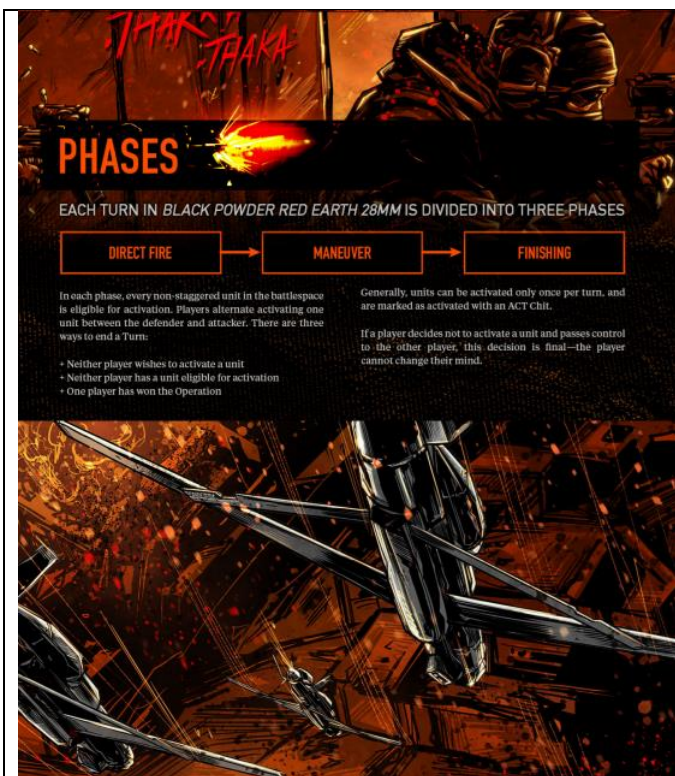 THAK
THAKA
PHASES
EACH TURN IN BLACK POWDER RED EARTH 28MM IS DIVIDED INTO THREE PHASES
DIRECT FIRE
MANEUVER
FINISHING
In each phase, every non-staggered unit in the battlespace
is eligible for activation. Players alternate activating one
unit between the defender and attacker. There are three
ways to end a Turn:
+ Neither player wishes to activate a unit
+ Neither player has a unit eligible for activation
+ One player has won the Operation
Generally, units can be activated only once per turn, and
are marked as activated with an ACT Chit.
If a player decides not to activate a unit and passes control
to the other player, this decision is final—the player
cannot change their mind.